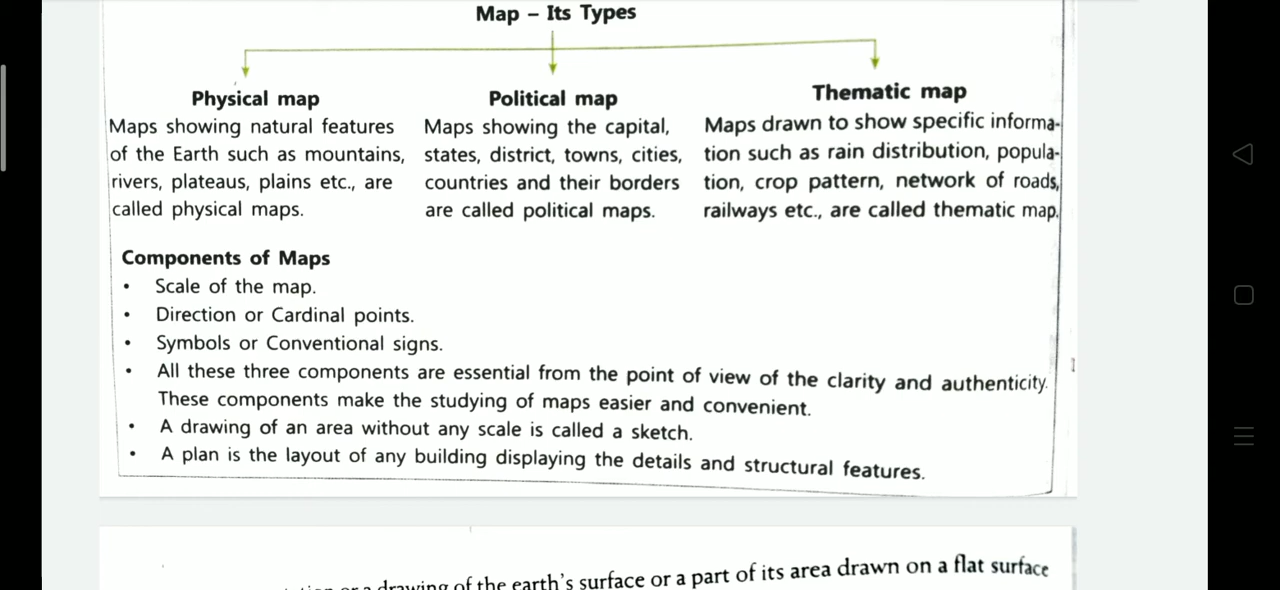 Map – Its Types
Physical map
Maps showing natural features
of the Earth such as mountains,
rivers, plateaus, plains etc., are
called physical maps.
Political map
Maps showing the capital,
states, district, towns, cities,
countries and their borders
are called political maps.
Thematic map
Maps drawn to show specific informa-
tion such as rain distribution, popula-
tion, crop pattern, network of roads,
railways etc., are called thematic map.
Components of Maps
• Scale of the map.
• Direction or Cardinal points.
• Symbols or Conventional signs.
• All these three components are essential from the point of view of the clarity and authenticity.
These components make the studying of maps easier and convenient.
• A drawing of an area without any scale is called a sketch.
• A plan is the layout of any building displaying the details and structural features.
drawing of the earth's surface or a part of its area drawn on a flat surface